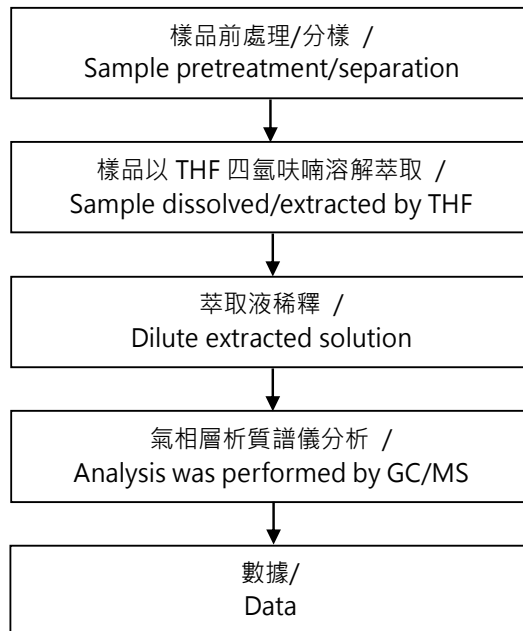 樣品前處理/分樣 /
Sample pretreatment/separation
樣品以 THF 四氫呋喃溶解萃取 /
Sample dissolved/extracted by THF
萃取液稀釋 /
Dilute extracted solution
氣相層析質譜儀分析 /
Analysis was performed by GC/MS
數據/
Data